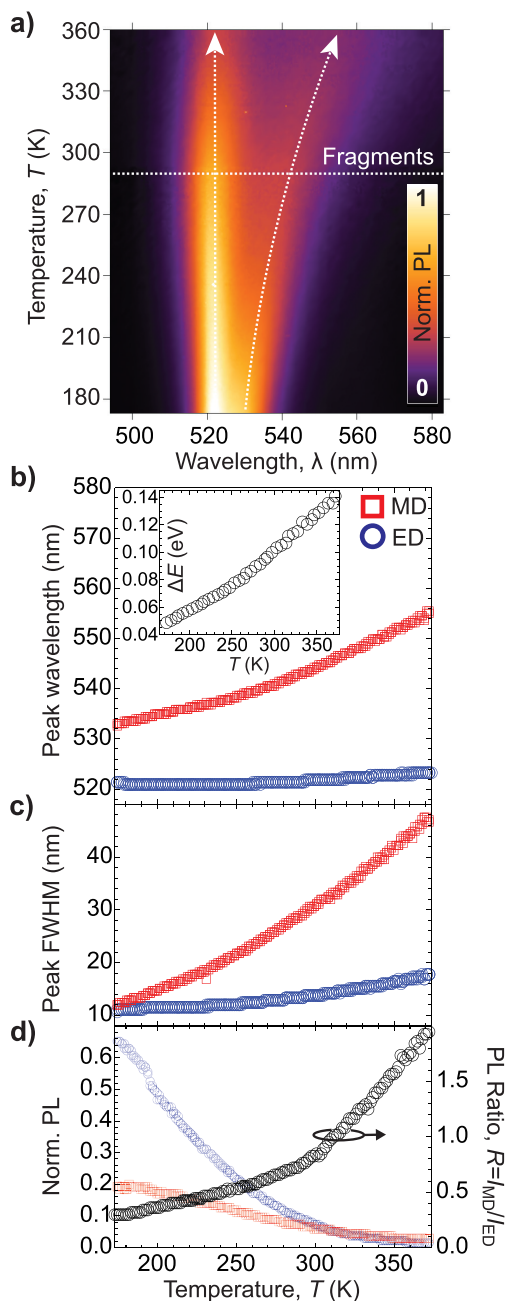 a)
360
330
300
270
240
210
180
Temperature, T (K)
Fragments
1
Norm. PL
0
500
520
540
560
580
Wavelength, λ (nm)
b)
580
570
560
550
540
530
520
Peak wavelength (nm)
0.14
0.12
0.10
0.08
0.06
0.04
ΔE (eV)
200
250
300
350
T (K)
MD
ED
c)
40
30
20
10
Peak FWHM (nm)
d)
0.6
0.5
0.4
0.3
0.2
0.1
0.0
Norm. PL
1.5
1.0
0.5
0.0
PL Ratio, R=IMD/IED
200
250
300
350
Temperature, T (K)